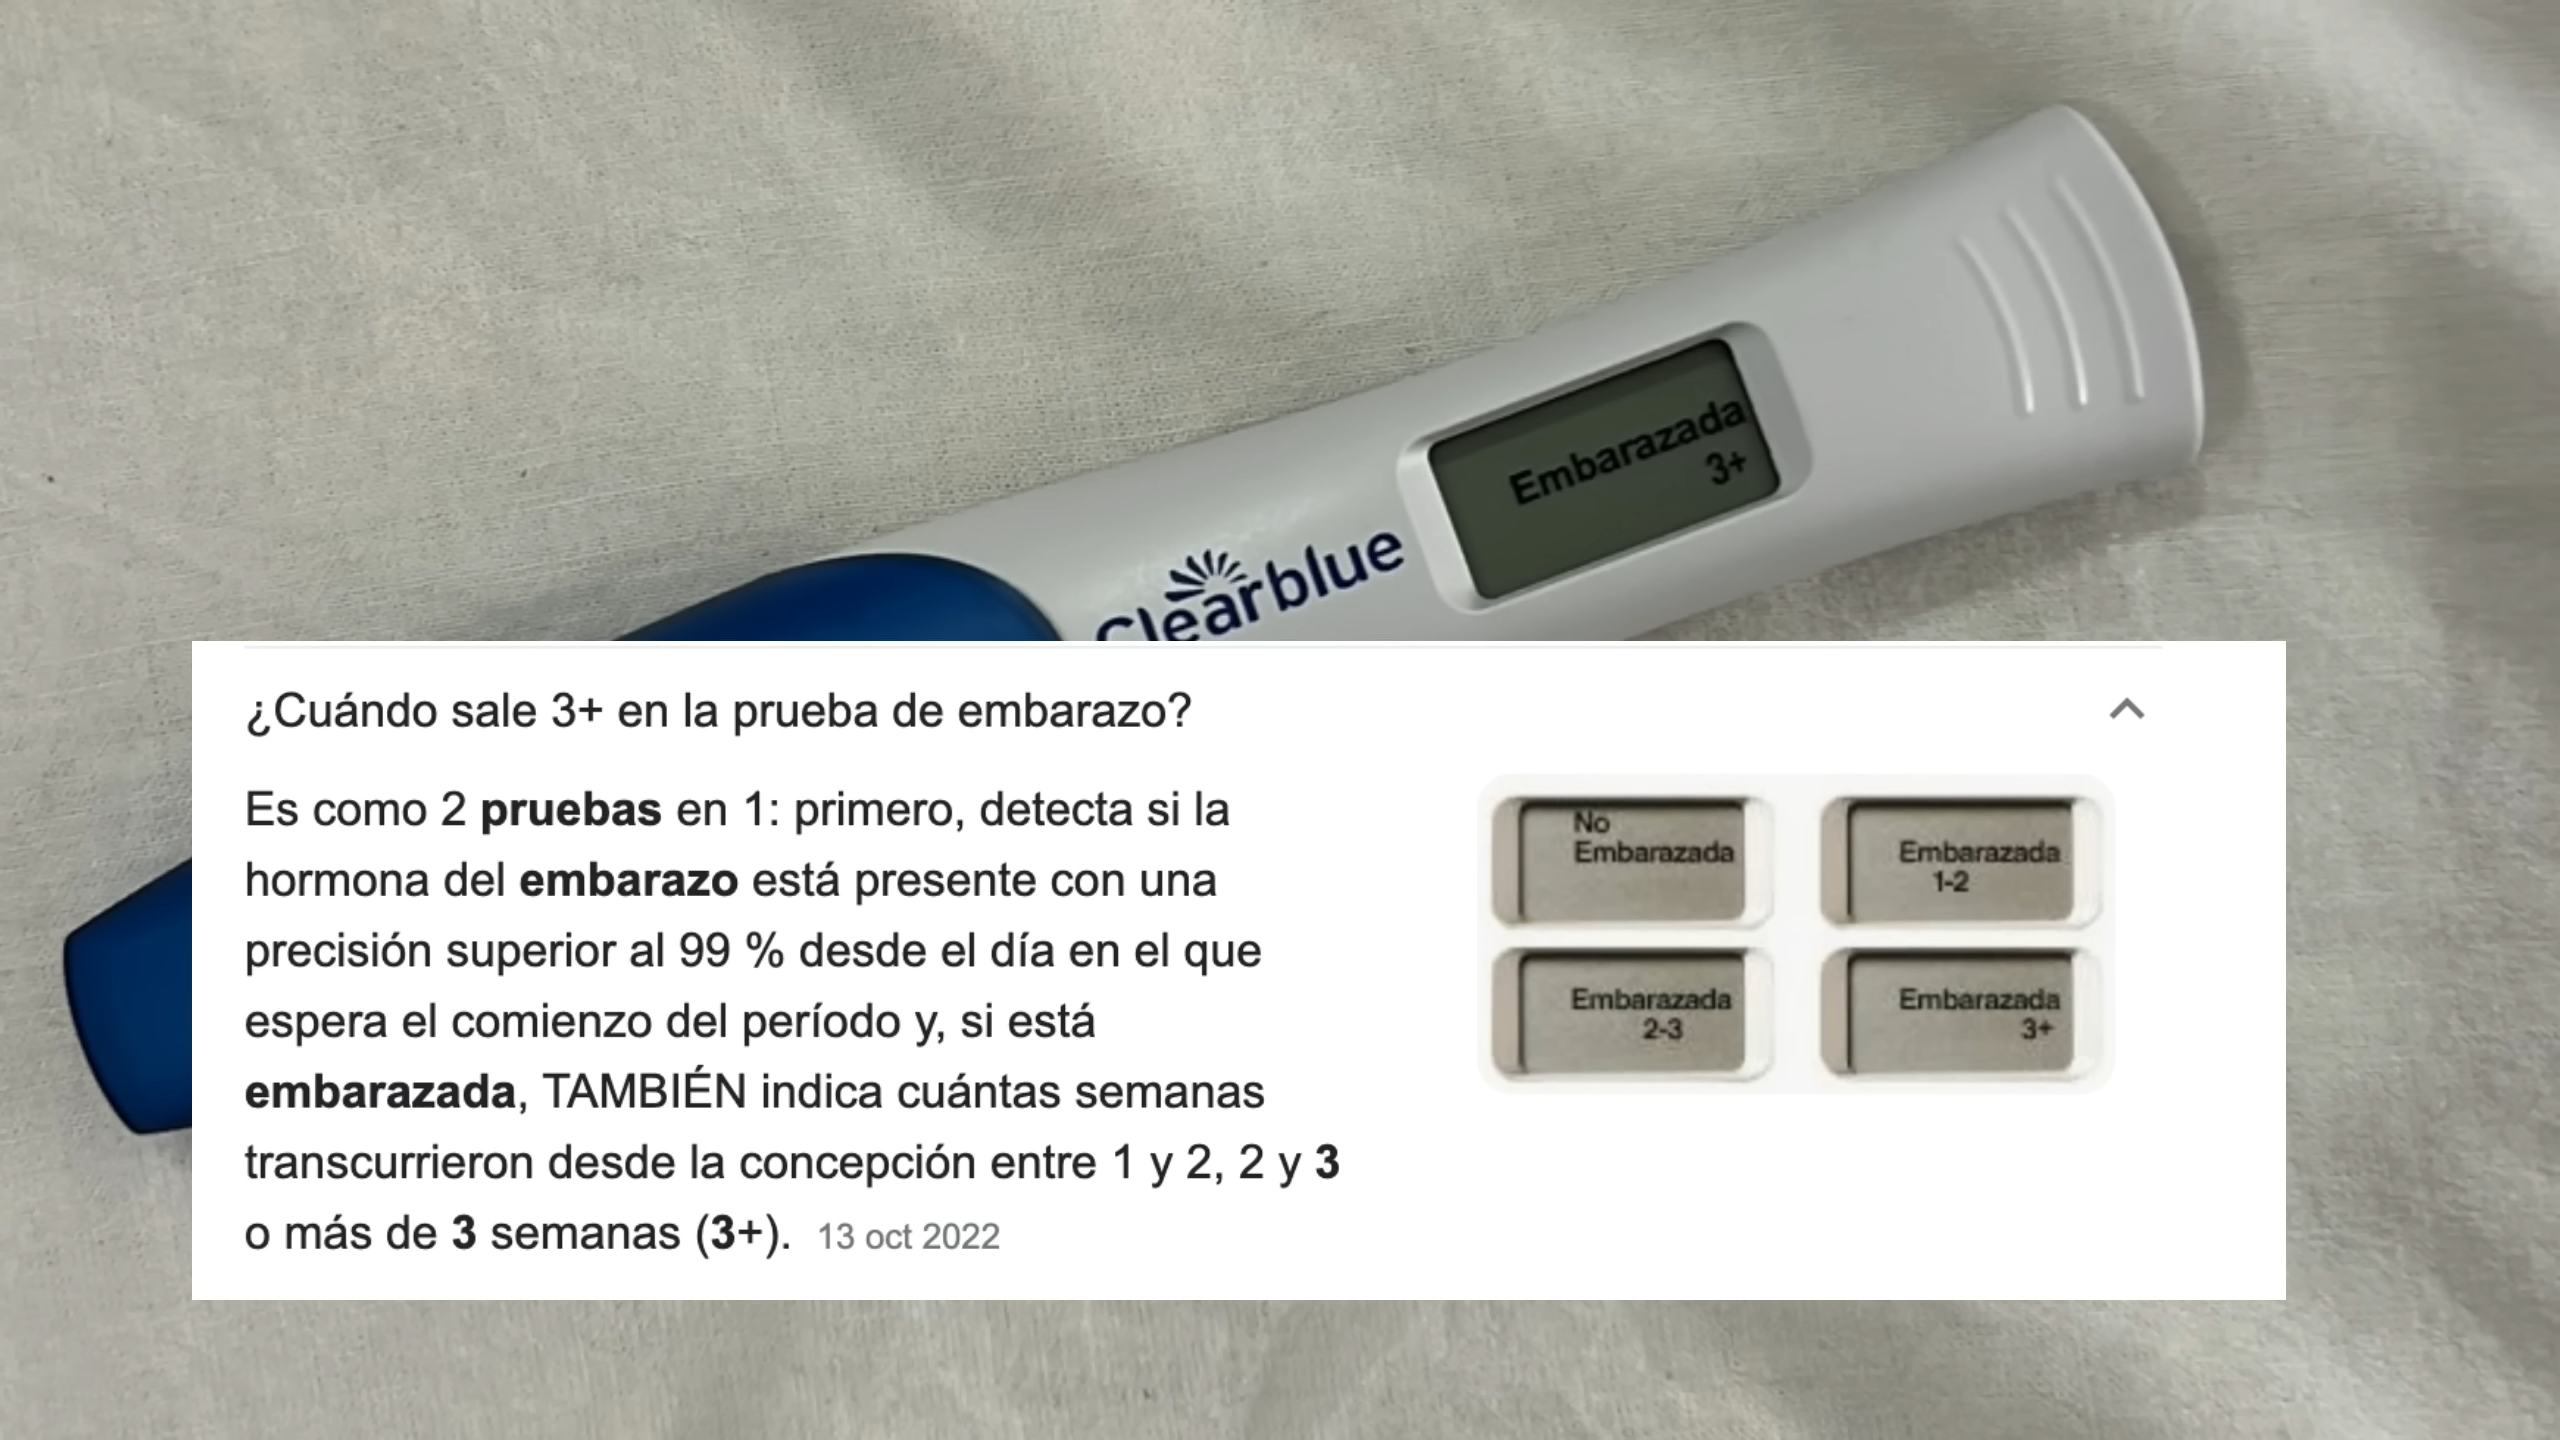 Embarazada
3+
Clearblue
¿Cuándo sale 3+ en la prueba de embarazo?
Es como 2 pruebas en 1: primero, detecta si la
hormona del embarazo está presente con una
precisión superior al 99 % desde el día en el que
espera el comienzo del período y, si está
embarazada, TAMBIÉN indica cuántas semanas
transcurrieron desde la concepción entre 1 y 2, 2 y 3
o más de 3 semanas (3+). 13 oct 2022
No
Embarazada
Embarazada
1-2
Embarazada
2-3
Embarazada
3+